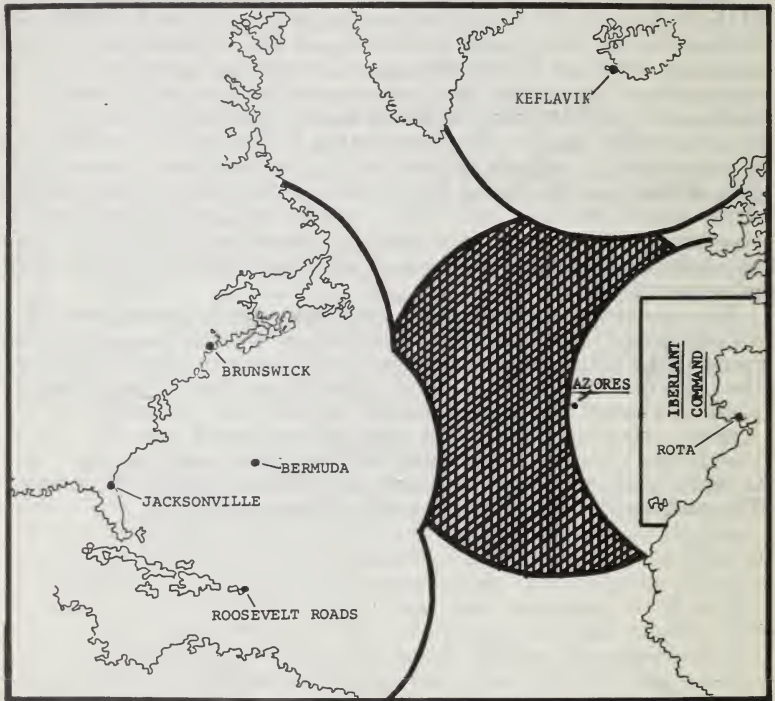 KEFLAVIK
BRUNSWICK
AZORES
IBERLANT
COMMAND
ROTA
BERMUDA
JACKSONVILLE
ROOSEVELT ROADS